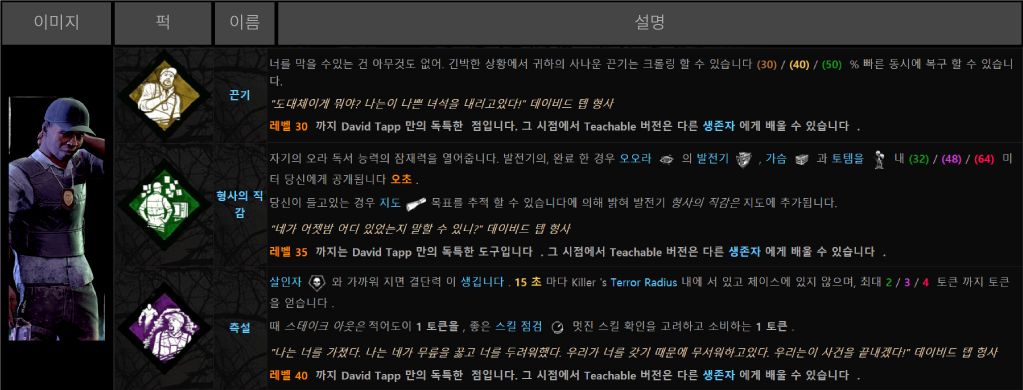 이미지 퍽 이름 설명
너를 막을 수있는 건 아무것도 없어. 긴박한 상황에서 귀하의 사나운 끈기는 크롤링 할 수 있습니다 (30) / (40) / (50) % 빠른 동시에 복구 할 수 있습니
다.
끈기
"도대체이게 뭐야? 나는이 나쁜 녀석을 내리고있다!" 데이비드 텝 형사
레벨 30 까지 David Tapp 만의 독특한 점입니다. 그 시점에서 Teachable 버전은 다른 생존자 에게 배울 수 있습니다 .
자기의 오라 독서 능력의 잠재력을 열어줍니다. 발전기의, 완료 한 경우 오오라 의 발전기 , 가슴 과 토템을 내 (32) / (48) / (64) 미
터 당신에게 공개됩니다 오초 .
형사의 직
감
당신이 들고있는 경우 지도 목표를 추적 할 수 있습니다에 의해 밝혀 발전기 형사의 직감은 지도에 추가됩니다.
"네가 어젯밤 어디 있었는지 말할 수 있니?" 데이비드 텝 형사
레벨 35 까지는 David Tapp 만의 독특한 도구입니다 . 그 시점에서 Teachable 버전은 다른 생존자 에게 배울 수 있습니다 .
살인자 와 가까워 지면 결단력 이 생깁니다 . 15 초 마다 Killer 's Terror Radius 내에 서 있고 체이스에 있지 않으며, 최대 2 / 3 / 4 토큰 까지 토큰
을 얻습니다 .
측설
때 스테이크 아웃은 적어도이 1 토큰을 , 좋은 스킬 점검 멋진 스킬 확인을 고려하고 소비하는 1 토큰 .
"나는 너를 가졌다. 나는 네가 무릎을 꿇고 너를 두려워했다. 우리가 너를 갖기 때문에 무서워하고있다. 우리는이 사건을 끝내겠다!" 데이비드 텝 형사
레벨 40 까지 David Tapp 만의 독특한 점입니다. 그 시점에서 Teachable 버전은 다른 생존자 에게 배울 수 있습니다 .